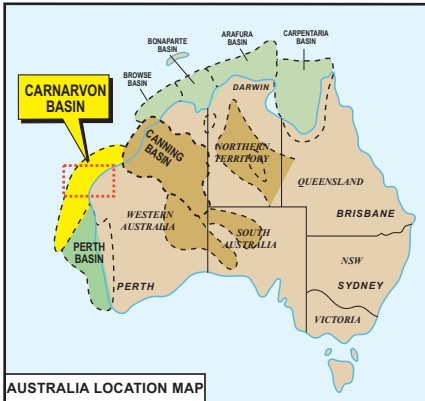 ARAFURA
BASIN
CARPENTARIA
BASIN
BONAPARTE
BASIN
BROWSE
BASIN
DARWIN
CARNARVON
BASIN
CANNING
BASIN
NORTHERN
TERRITORY
QUEENSLAND
WESTERN
AUSTRALIA
SOUTH
AUSTRALIA
BRISBANE
PERTH
BASIN
NSW
PERTH
SYDNEY
VICTORIA
AUSTRALIA LOCATION MAP